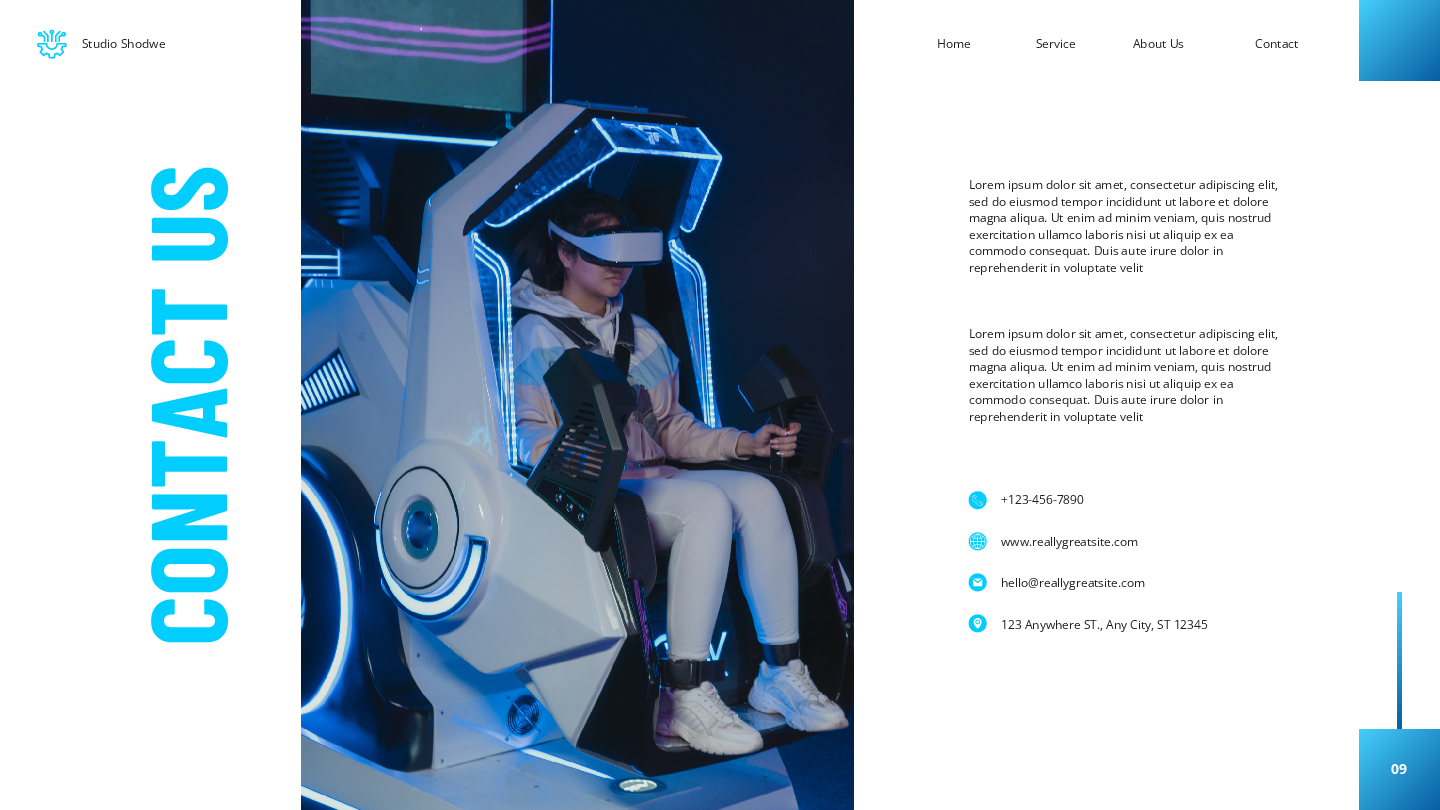 Studio Shodwe
Home
Service
About Us
Contact
CONTACT US
Lorem ipsum dolor sit amet, consectetur adipiscing elit,
sed do eiusmod tempor incididunt ut labore et dolore
magna aliqua. Ut enim ad minim veniam, quis nostrud
exercitation ullamco laboris nisi ut aliquip ex ea
commodo consequat. Duis aute irure dolor in
reprehenderit in voluptate velit
Lorem ipsum dolor sit amet, consectetur adipiscing elit,
sed do eiusmod tempor incididunt ut labore et dolore
magna aliqua. Ut enim ad minim veniam, quis nostrud
exercitation ullamco laboris nisi ut aliquip ex ea
commodo consequat. Duis aute irure dolor in
reprehenderit in voluptate velit
+123-456-7890
www.reallygreatsite.com
hello@reallygreatsite.com
123 Anywhere ST., Any City, ST 12345
09